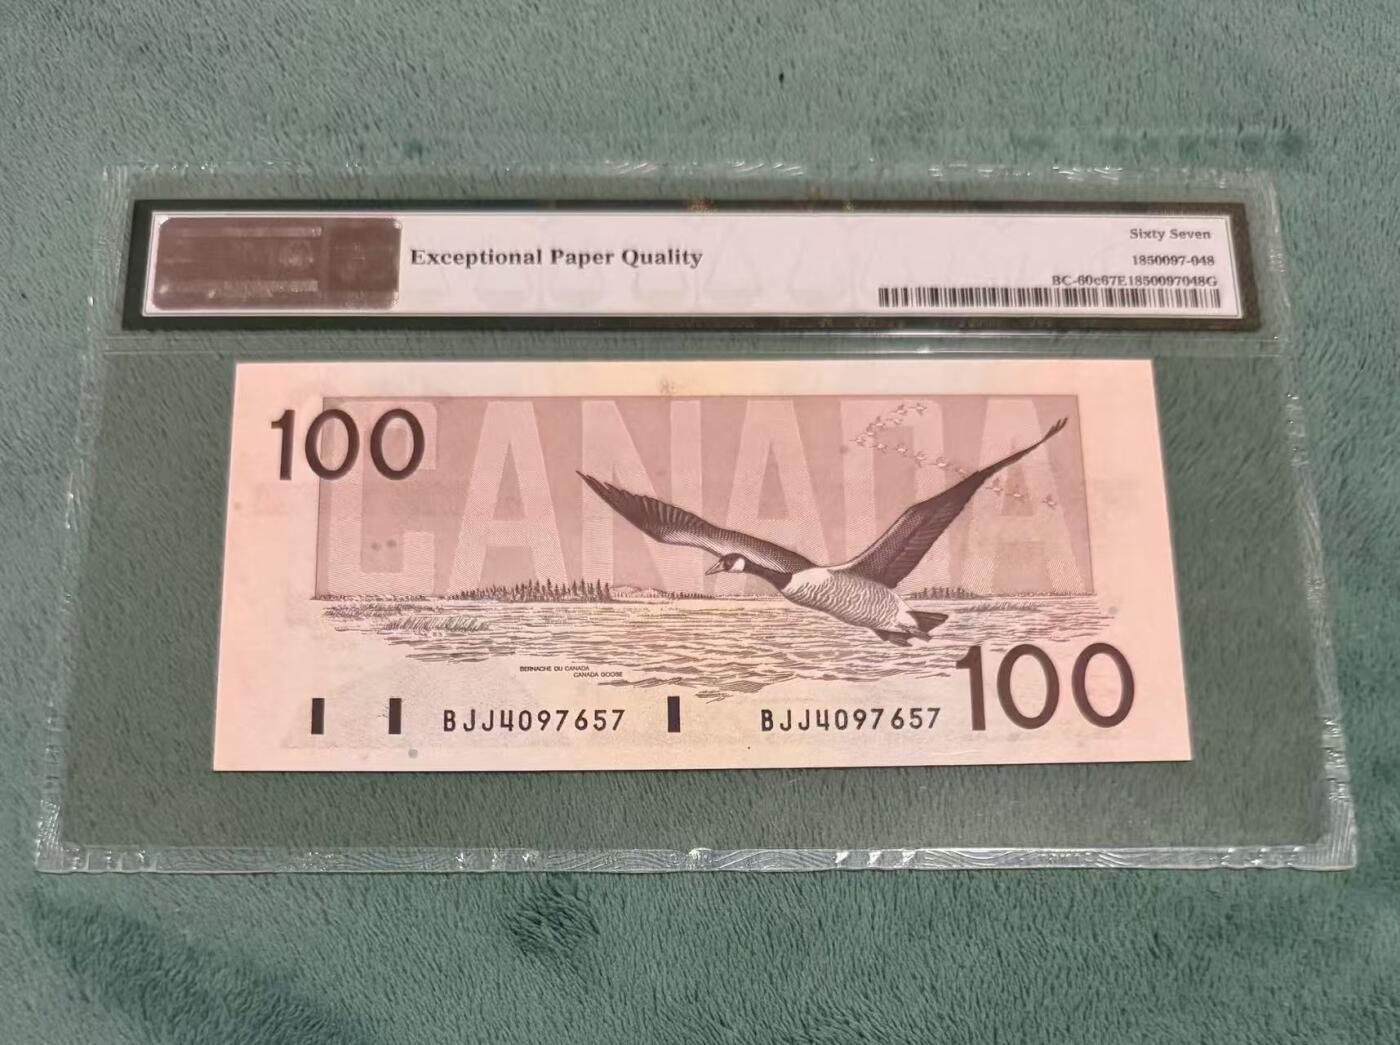 Exceptional Paper Quality
Sixty Seven
1850097-048
BC-60c67E1850097048G
100
CANADA
BERNACHE DU CANADA
CANADA GOOSE
100
BJJ4097657
BJJ4097657